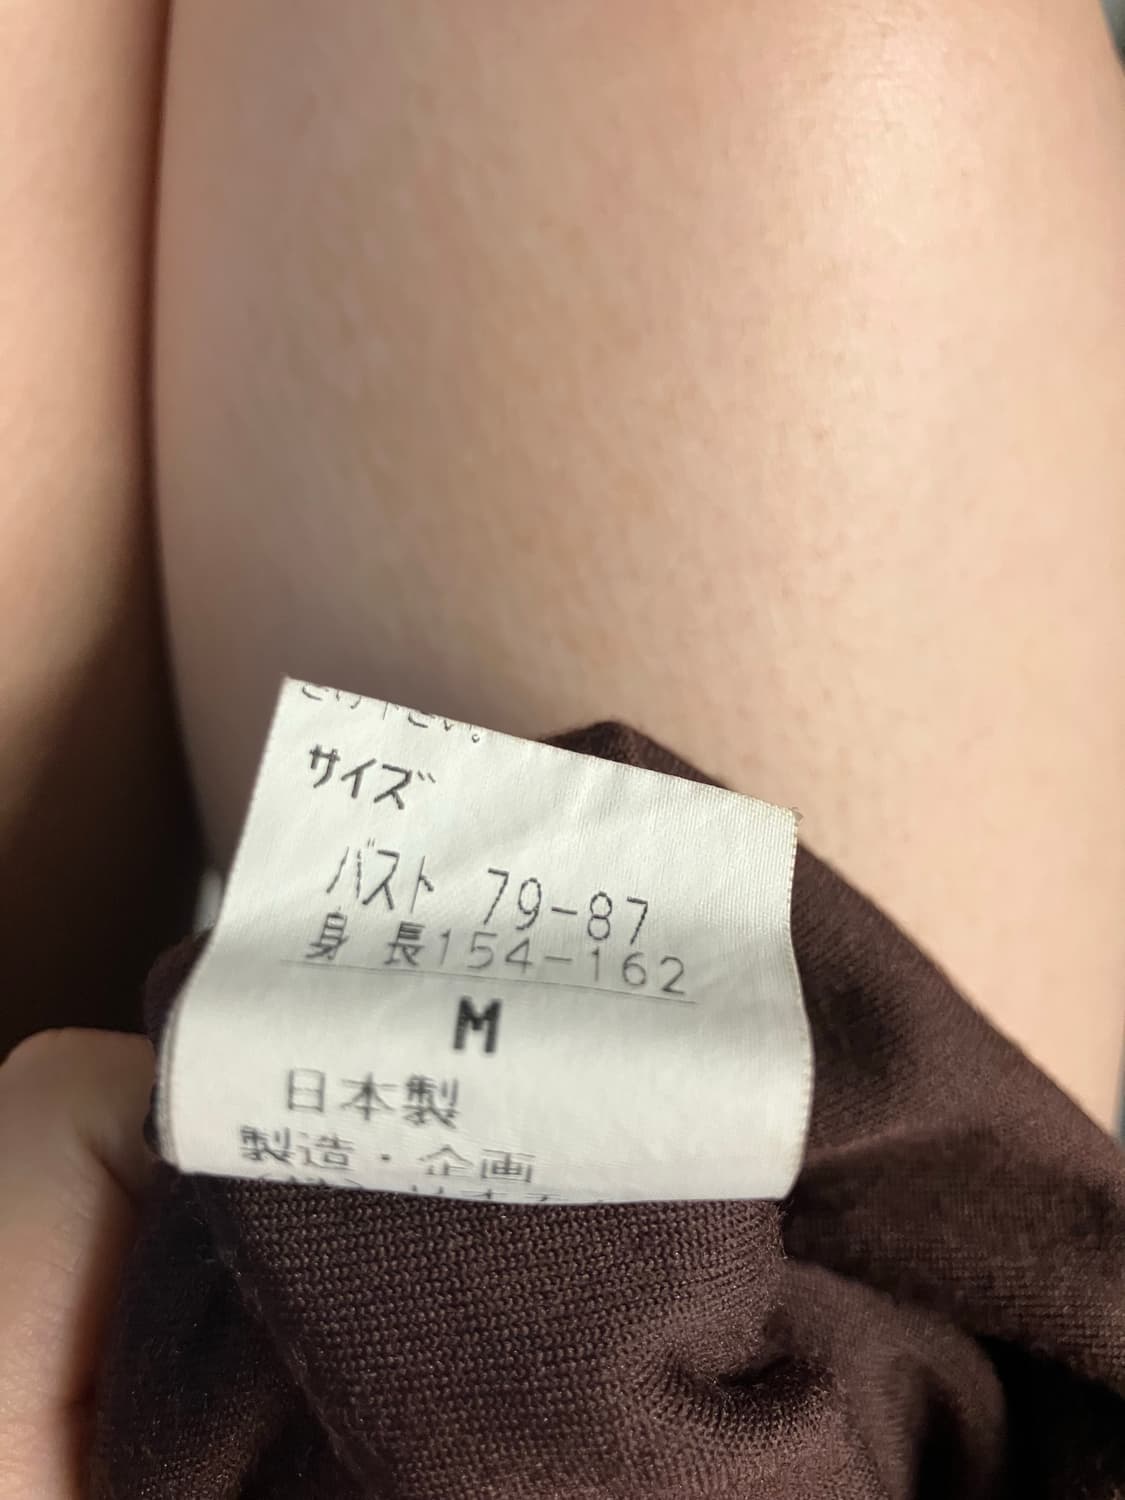 サイズ
バスト 79-87
身 長154-162
M
日本製
製造・企画